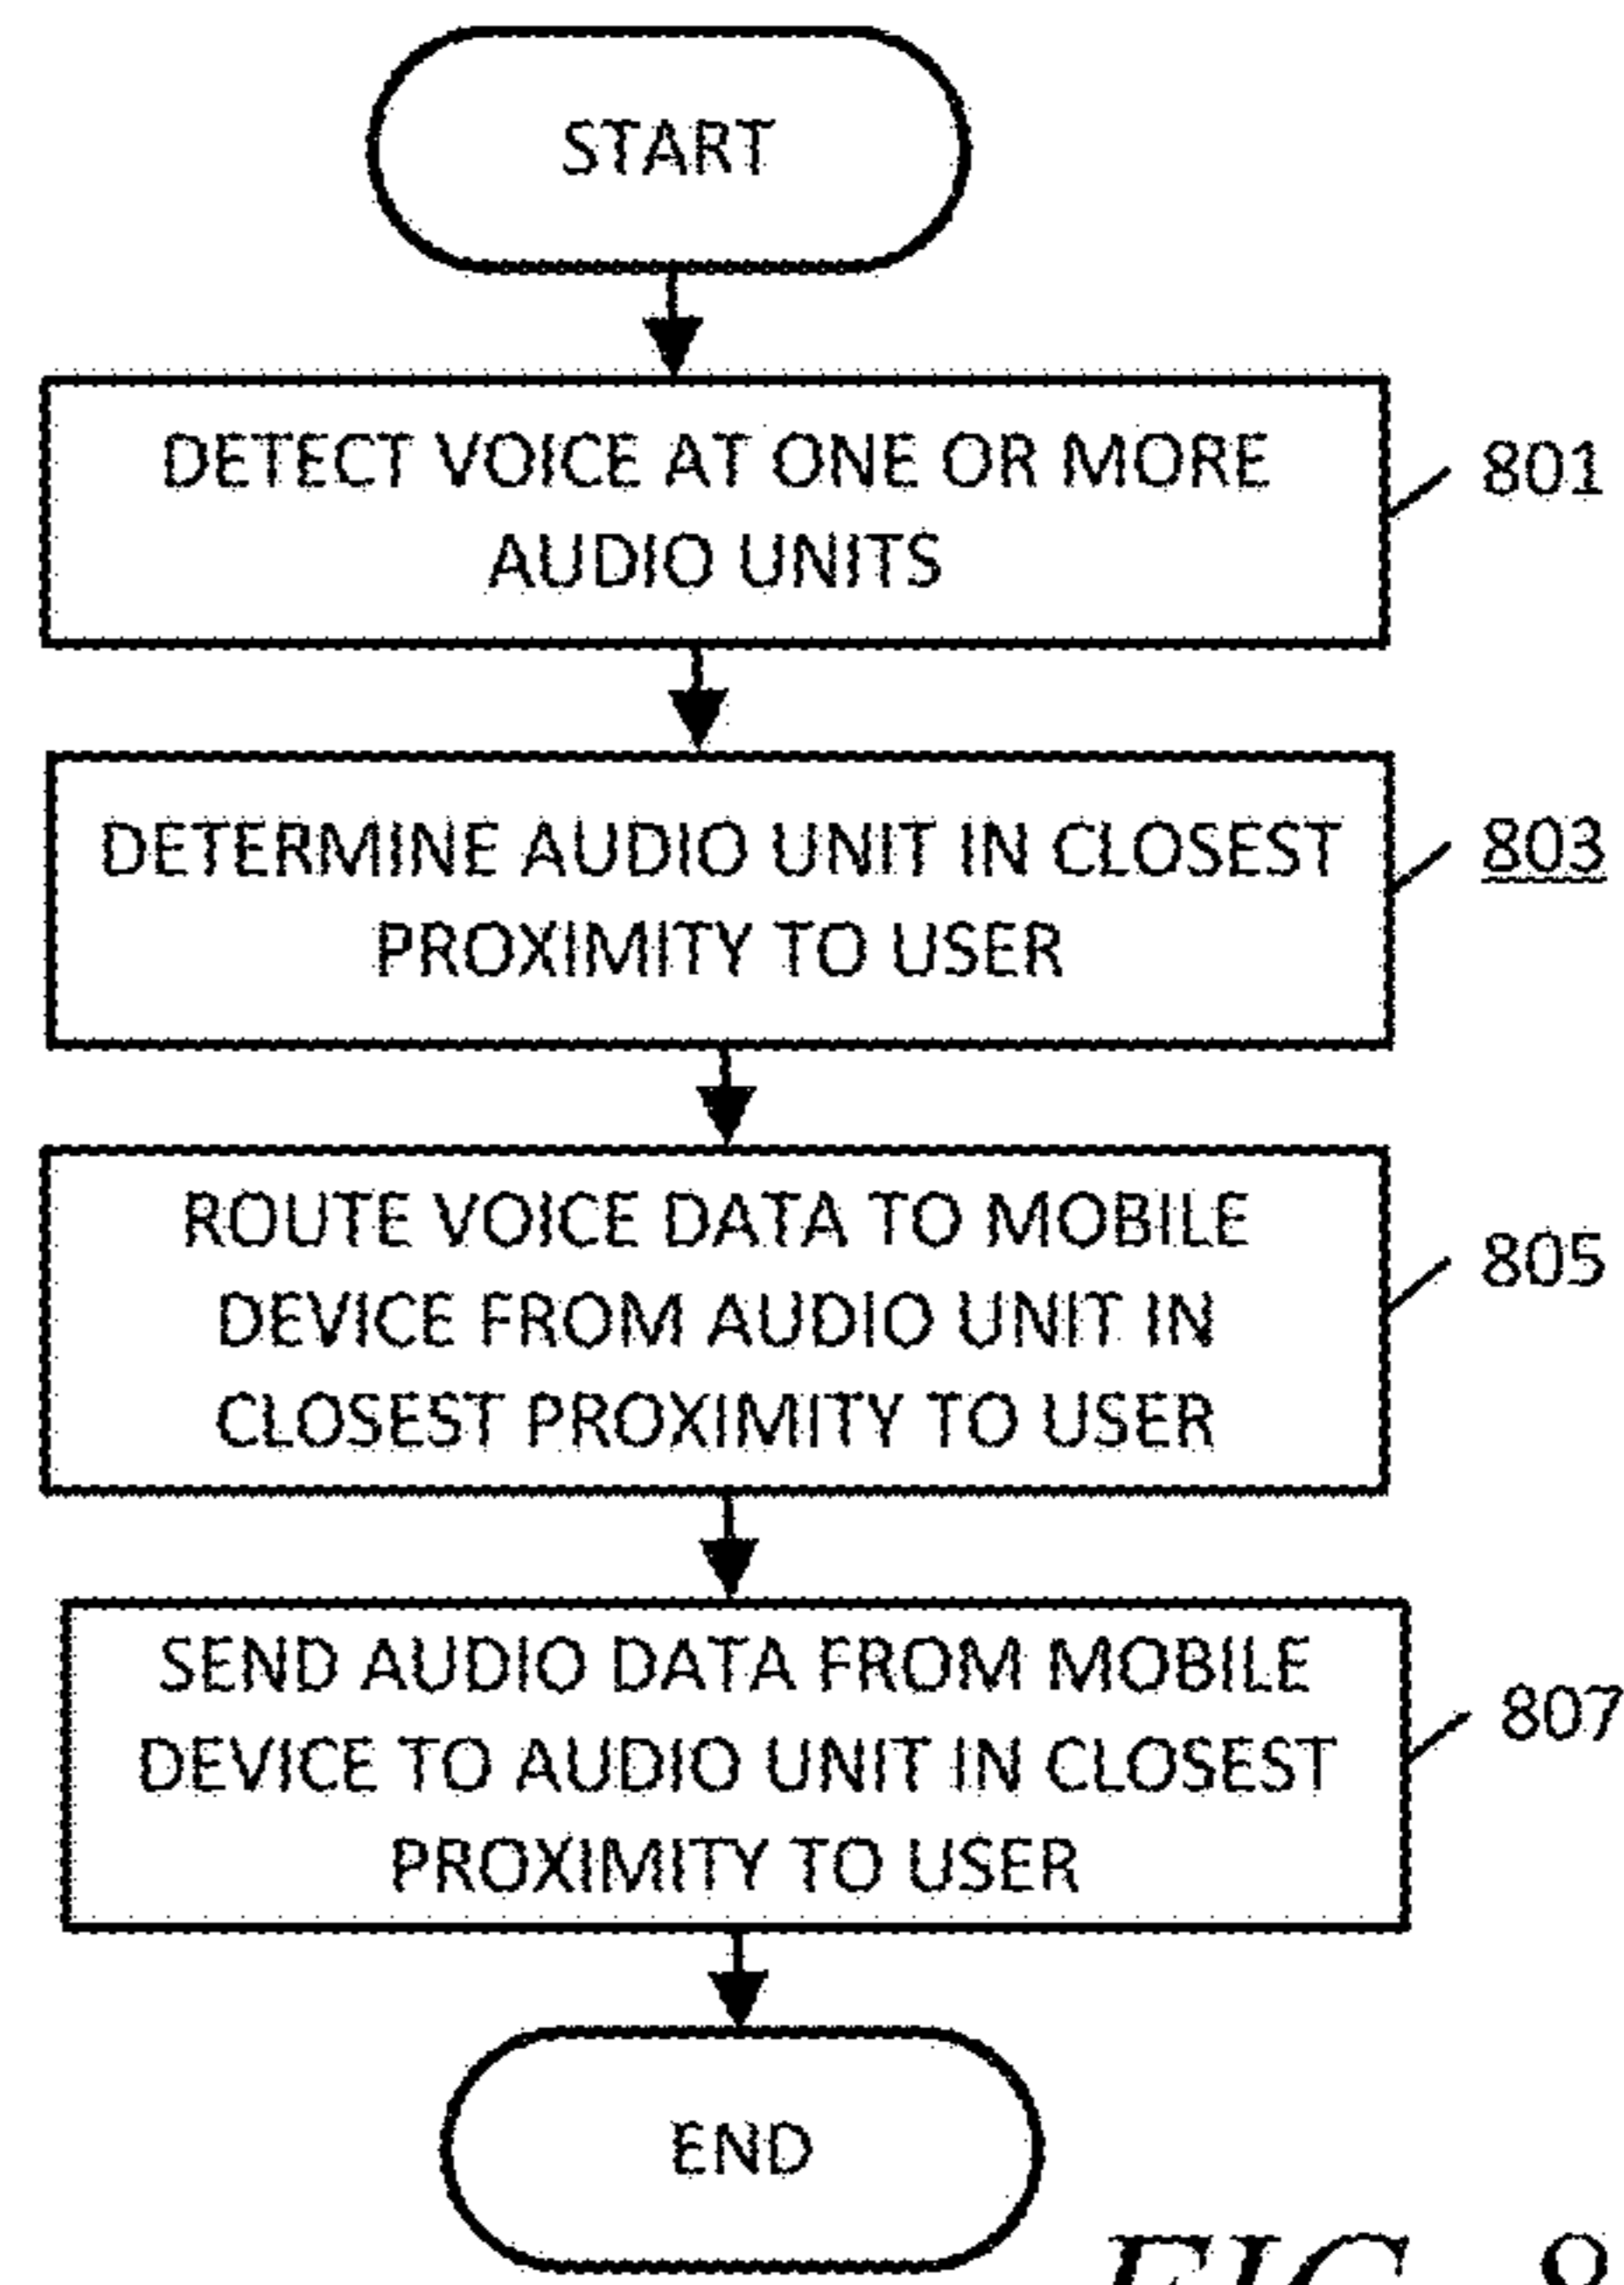 START
DETECT VOICE AT ONE OR MORE
AUDIO UNITS
801
DETERMINE AUDIO UNIT IN CLOSEST
PROXIMITY TO USER
803
ROUTE VOICE DATA TO MOBILE
DEVICE FROM AUDIO UNIT IN
CLOSEST PROXIMITY TO USER
805
SEND AUDIO DATA FROM MOBILE
DEVICE TO AUDIO UNIT IN CLOSEST
PROXIMITY TO USER
807
END
FIG. 8